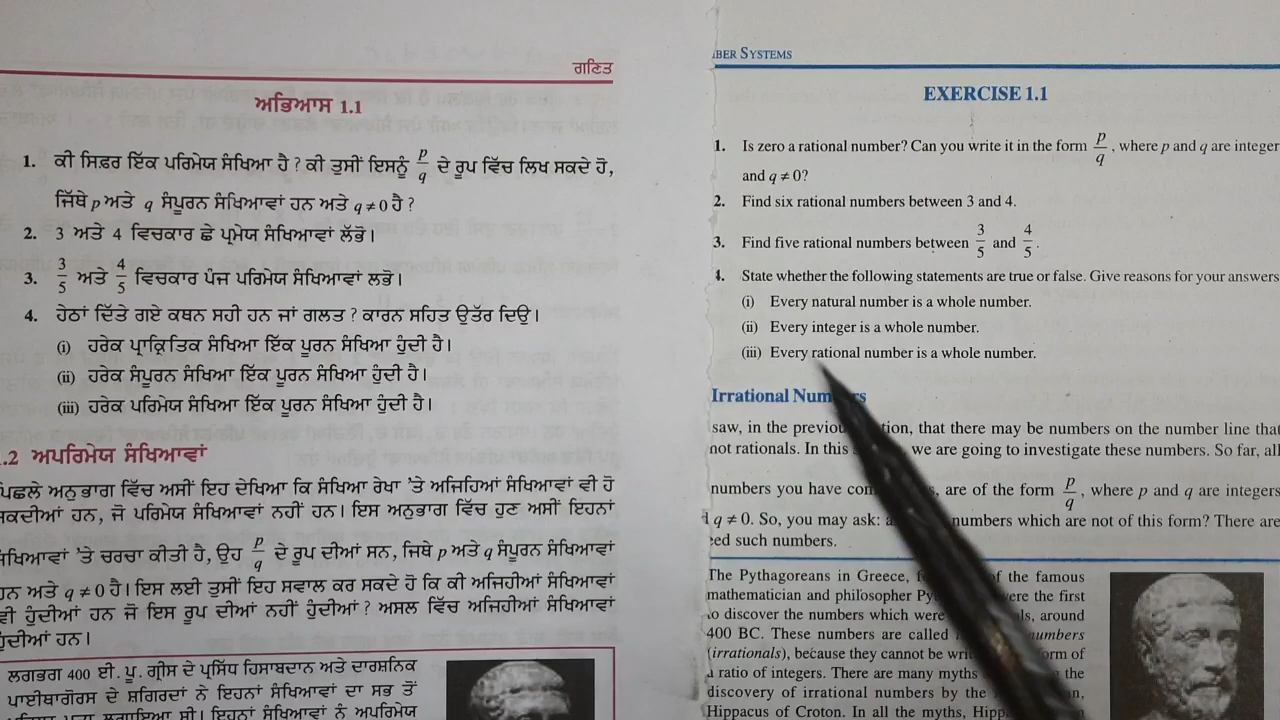 ਗਣਿਤ
ਅਭਿਆਸ 1.1
1. ਕੀ ਸਿਫ਼ਰ ਇੱਕ ਪਰਿਮੇਯ ਸੰਖਿਆ ਹੈ ? ਕੀ ਤੁਸੀਂ ਇਸਨੂੰ p/q ਦੇ ਰੂਪ ਵਿੱਚ ਲਿਖ ਸਕਦੇ ਹੋ,
ਜਿੱਥੇ p ਅਤੇ q ਸੰਪੂਰਨ ਸੰਖਿਆਵਾਂ ਹਨ ਅਤੇ q ≠ 0 ਹੈ ?
2. 3 ਅਤੇ 4 ਵਿਚਕਾਰ ਛੇ ਪ੍ਰਮੇਯ ਸੰਖਿਆਵਾਂ ਲੱਭੋ।
3. 3/5 ਅਤੇ 4/5 ਵਿਚਕਾਰ ਪੰਜ ਪਰਿਮੇਯ ਸੰਖਿਆਵਾਂ ਲਭੋ।
4. ਹੇਠਾਂ ਦਿੱਤੇ ਗਏ ਕਥਨ ਸਹੀ ਹਨ ਜਾਂ ਗਲਤ ? ਕਾਰਨ ਸਹਿਤ ਉਤੱਰ ਦਿਉ।
(i) ਹਰੇਕ ਪ੍ਰਾਕ੍ਰਿਤਿਕ ਸੰਖਿਆ ਇੱਕ ਪੂਰਨ ਸੰਖਿਆ ਹੁੰਦੀ ਹੈ।
(ii) ਹਰੇਕ ਸੰਪੂਰਨ ਸੰਖਿਆ ਇੱਕ ਪੂਰਨ ਸੰਖਿਆ ਹੁੰਦੀ ਹੈ।
(iii) ਹਰੇਕ ਪਰਿਮੇਯ ਸੰਖਿਆ ਇੱਕ ਪੂਰਨ ਸੰਖਿਆ ਹੁੰਦੀ ਹੈ।
.2 ਅਪਰਿਮੇਯ ਸੰਖਿਆਵਾਂ
ਪਿਛਲੇ ਅਨੁਭਾਗ ਵਿੱਚ ਅਸੀਂ ਇਹ ਦੇਖਿਆ ਕਿ ਸੰਖਿਆ ਰੇਖਾ ’ਤੇ ਅਜਿਹਿਆਂ ਸੰਖਿਆਵਾਂ ਵੀ ਹੋ
ਸਕਦੀਆਂ ਹਨ, ਜੋ ਪਰਿਮੇਯ ਸੰਖਿਆਵਾਂ ਨਹੀਂ ਹਨ। ਇਸ ਅਨੁਭਾਗ ਵਿੱਚ ਹੁਣ ਅਸੀਂ ਇਹਨਾਂ
ਸੰਖਿਆਵਾਂ ’ਤੇ ਚਰਚਾ ਕੀਤੀ ਹੈ, ਉਹ p/q ਦੇ ਰੂਪ ਦੀਆਂ ਸਨ, ਜਿਥੇ p ਅਤੇ q ਸੰਪੂਰਨ ਸੰਖਿਆਵਾਂ
ਹਨ ਅਤੇ q ≠ 0 ਹੈ। ਇਸ ਲਈ ਤੁਸੀਂ ਇਹ ਸਵਾਲ ਕਰ ਸਕਦੇ ਹੋ ਕਿ ਕੀ ਅਜਿਹੀਆਂ ਸੰਖਿਆਵਾਂ
ਵੀ ਹੁੰਦੀਆਂ ਹਨ ਜੋ ਇਸ ਰੂਪ ਦੀਆਂ ਨਹੀਂ ਹੁੰਦੀਆਂ ? ਅਸਲ ਵਿੱਚ ਅਜਿਹੀਆਂ ਸੰਖਿਆਵਾਂ
ਹੁੰਦੀਆਂ ਹਨ।
ਲਗਭਗ 400 ਈ. ਪੂ. ਗ੍ਰੀਸ ਦੇ ਪ੍ਰਸਿੱਧ ਹਿਸਾਬਦਾਨ ਅਤੇ ਦਾਰਸ਼ਨਿਕ
ਪਾਈਥਾਗੋਰਸ ਦੇ ਸ਼ਗਿਰਦਾਂ ਨੇ ਇਹਨਾਂ ਸੰਖਿਆਵਾਂ ਦਾ ਸਭ ਤੋਂ
BER SYSTEMS
EXERCISE 1.1
1. Is zero a rational number? Can you write it in the form p/q, where p and q are integer
and q ≠ 0?
2. Find six rational numbers between 3 and 4.
3. Find five rational numbers between 3/5 and 4/5.
4. State whether the following statements are true or false. Give reasons for your answers
(i) Every natural number is a whole number.
(ii) Every integer is a whole number.
(iii) Every rational number is a whole number.
Irrational Numbers
saw, in the previous section, that there may be numbers on the number line that
not rationals. In this we are going to investigate these numbers. So far, all
numbers you have are of the form p/q, where p and q are integers
q ≠ 0. So, you may ask: numbers which are not of this form? There are
ed such numbers.
The Pythagoreans in Greece, of the famous
mathematician and philosopher were the first
to discover the numbers which were around
400 BC. These numbers are called numbers
(irrationals), because they cannot be form of
a ratio of integers. There are many myths the
discovery of irrational numbers by the
Hippacus of Croton. In all the myths,